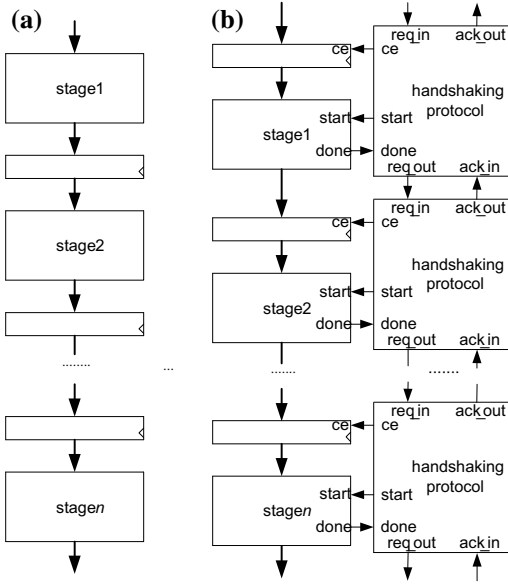 (a)
stage1
stage2
........ ...
stagen
(b)
req_in ack_out
ce ce
handshaking
protocol
start start
stage1
done done
req_out ack_in
req_in ack_out
ce ce
handshaking
protocol
start start
stage2
done done
req_out ack_in
....... .......
req_in ack_out
ce ce
handshaking
protocol
start start
stagen
done done
req_out ack_in